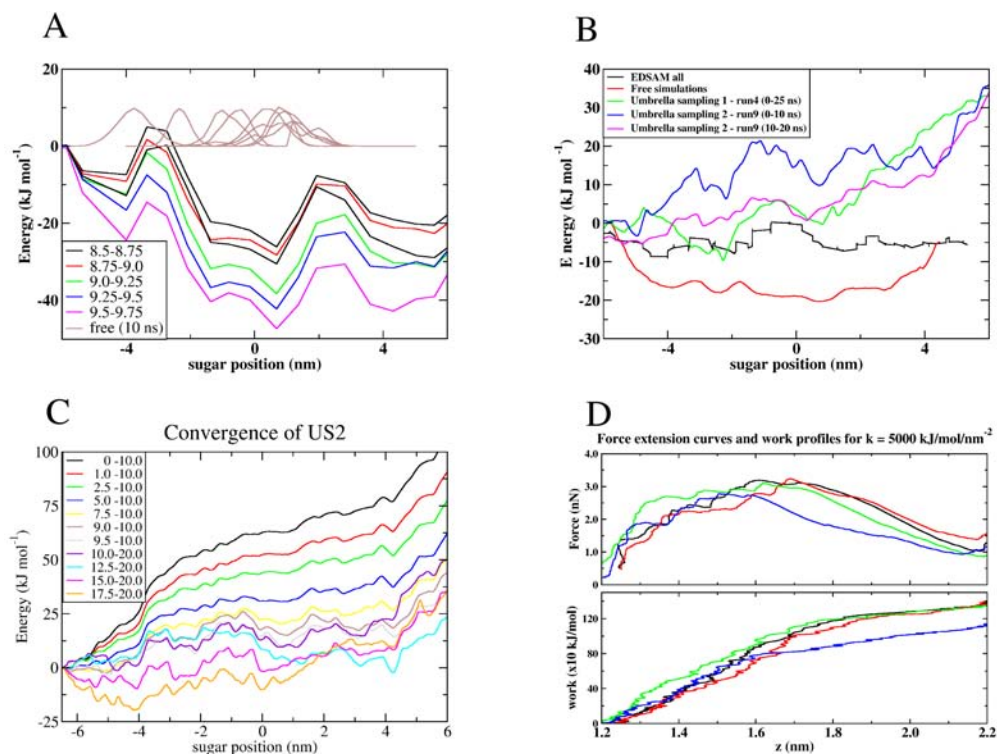 A
20
0
-20
-40
Energy (kJ mol-1)
8.5-8.75
8.75-9.0
9.0-9.25
9.25-9.5
9.5-9.75
free (10 ns)
-4
0
4
sugar position (nm)
B
40
30
20
10
0
-10
-20
-30
E nergy (kJ mol-1)
EDSAM all
Free simulations
Umbrella sampling 1 - run4 (0-25 ns)
Umbrella sampling 2 - run9 (0-10 ns)
Umbrella sampling 2 - run9 (10-20 ns)
-4
0
4
sugar position (nm)
C
Convergence of US2
100
75
50
25
0
-25
Energy (kJ mol-1)
0 -10.0
1.0 -10.0
2.5 -10.0
5.0 -10.0
7.5 -10.0
9.0 -10.0
9.5 -10.0
10.0-20.0
12.5-20.0
15.0-20.0
17.5-20.0
-6 -4 -2 0 2 4 6
sugar position (nm)
D
Force extension curves and work profiles for k = 5000 kJ/mol/nm-2
4.0
3.0
2.0
1.0
Force (nN)
120
80
40
0
work (x10 kJ/mol)
1.2 1.4 1.6 1.8 2.0 2.2
z (nm)